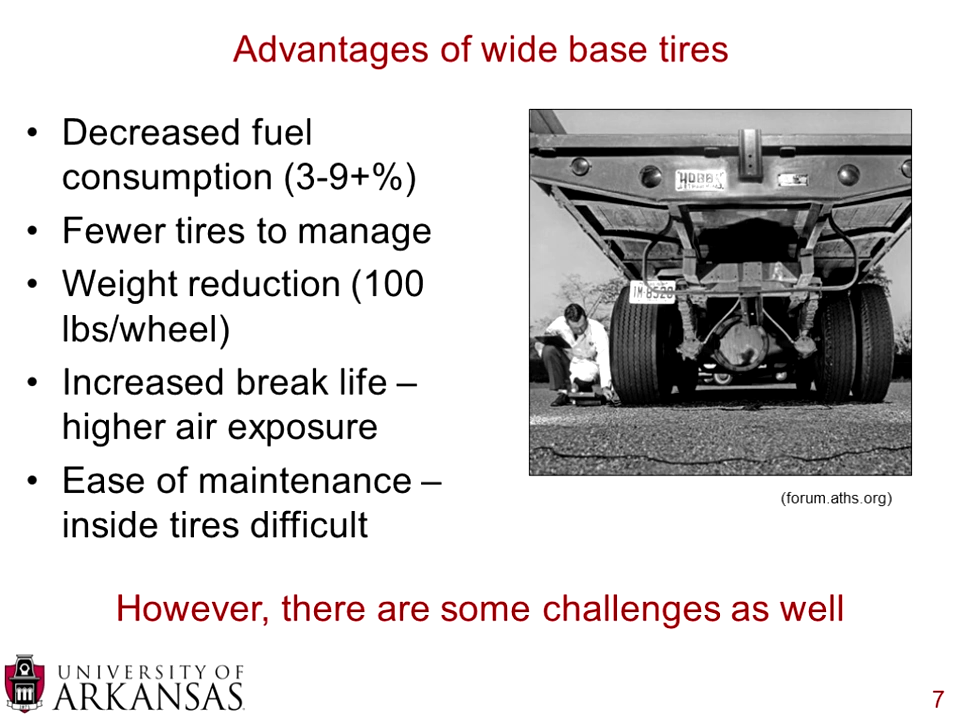 Advantages of wide base tires
• Decreased fuel
consumption (3-9+%)
• Fewer tires to manage
• Weight reduction (100
lbs/wheel)
• Increased break life –
higher air exposure
• Ease of maintenance –
inside tires difficult
(forum.aths.org)
However, there are some challenges as well
UNIVERSITY OF
ARKANSAS
7